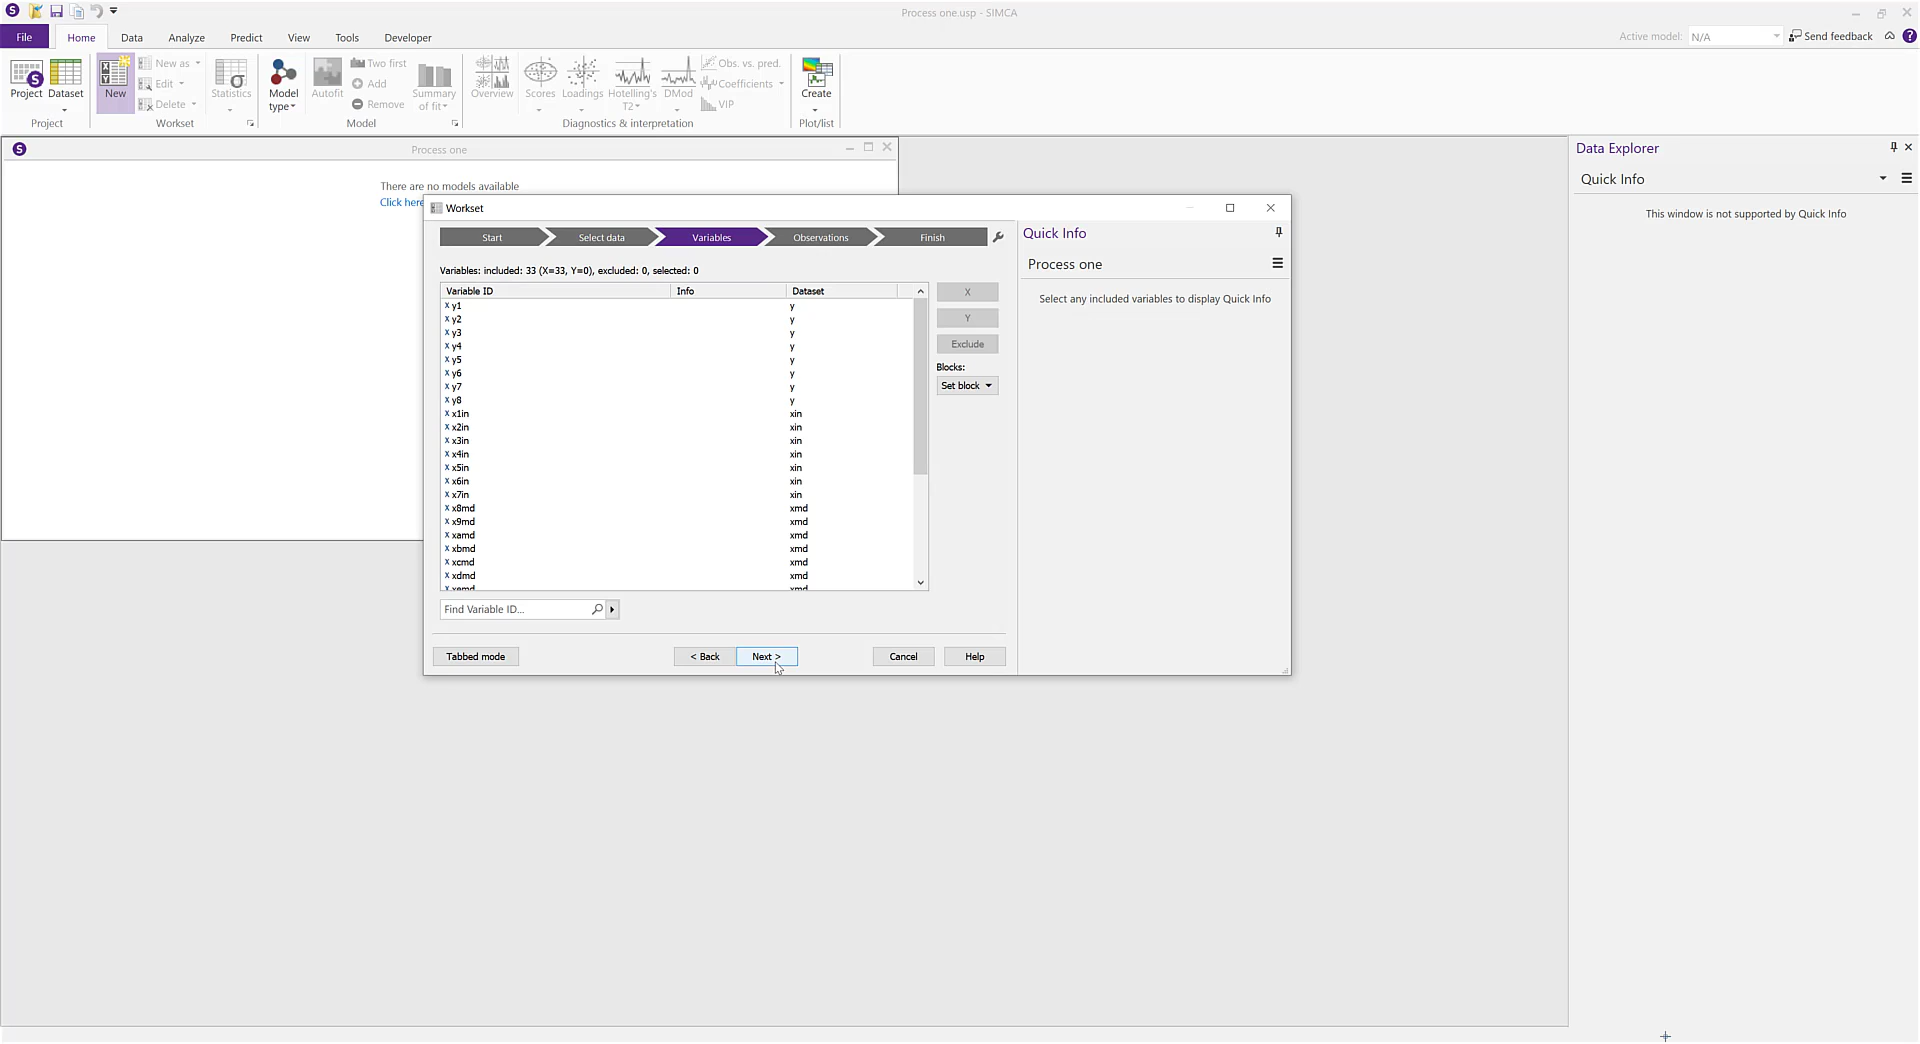 Process one.usp - SIMCA
File Home Data Analyze Predict View Tools Developer
Active model: N/A Send feedback
Project Dataset New New as Edit Delete Statistics Model type Autofit Two first Add Remove Summary of fit Overview Scores Loadings Hotelling's T2 DMod Obs. vs. pred. Coefficients VIP Create
Project Workset Model Diagnostics & interpretation Plot/list
Process one
There are no models available
Click here
Workset
Start Select data Variables Observations Finish
Variables: included: 33 (X=33, Y=0), excluded: 0, selected: 0
Variable ID Info Dataset
X y1 y
X y2 y
X y3 y
X y4 y
X y5 y
X y6 y
X y7 y
X y8 y
X x1in xin
X x2in xin
X x3in xin
X x4in xin
X x5in xin
X x6in xin
X x7in xin
X x8md xmd
X x9md xmd
X xamd xmd
X xbmd xmd
X xcmd xmd
X xdmd xmd
X xemd xmd
X
Y
Exclude
Blocks:
Set block
Find Variable ID...
Tabbed mode < Back Next > Cancel Help
Quick Info
Process one
Select any included variables to display Quick Info
Data Explorer
Quick Info
This window is not supported by Quick Info